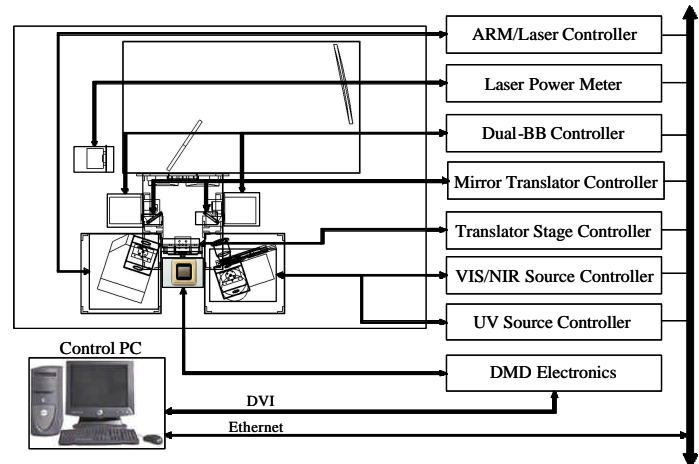 ARM/Laser Controller
Laser Power Meter
Dual-BB Controller
Mirror Translator Controller
Translator Stage Controller
VIS/NIR Source Controller
UV Source Controller
DMD Electronics
Control PC
DVI
Ethernet